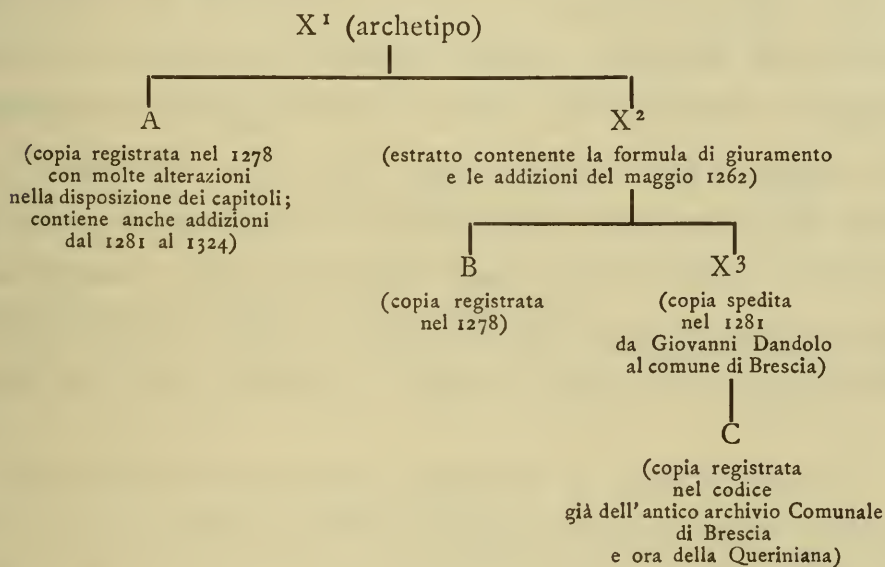 X¹ (archetipo)
A
(copia registrata nel 1278
con molte alterazioni
nella disposizione dei capitoli;
contiene anche addizioni
dal 1281 al 1324)
X²
(estratto contenente la formula di giuramento
e le addizioni del maggio 1262)
B
(copia registrata
nel 1278)
X³
(copia spedita
nel 1281
da Giovanni Dandolo
al comune di Brescia)
C
(copia registrata
nel codice
già dell'antico archivio Comunale
di Brescia
e ora della Queriniana)